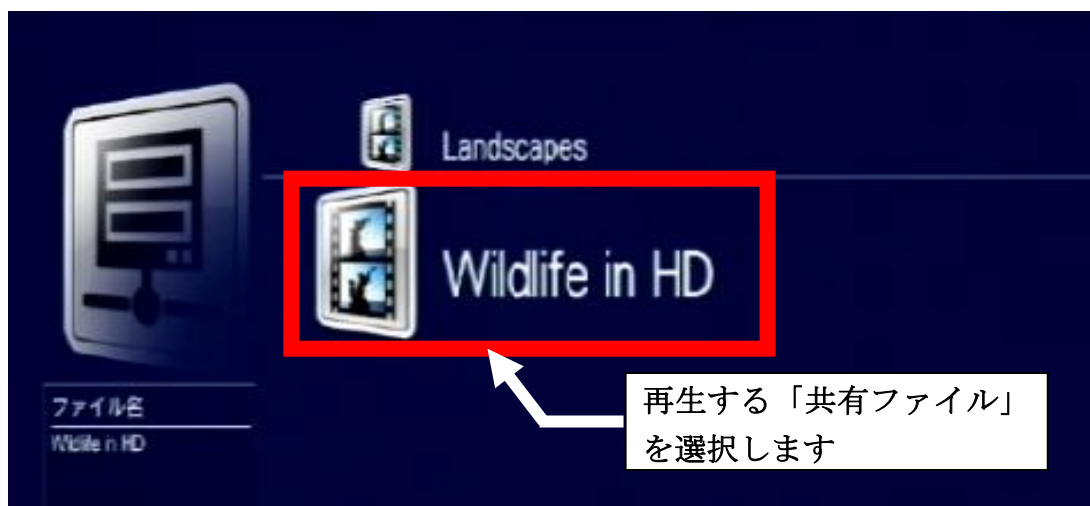 Landscapes
Wildlife in HD
ファイル名
Wildlife in HD
再生する「共有ファイル」
を選択します